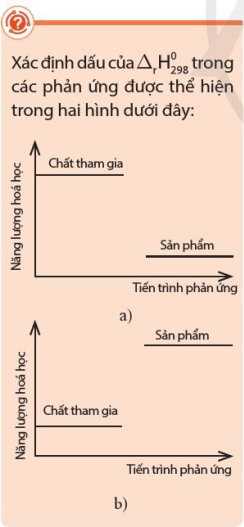 ?
Xác định dấu của ΔᵣH⁰₂₉₈ trong
các phản ứng được thể hiện
trong hai hình dưới đây:
Năng lượng hoá học
Chất tham gia
Sản phẩm
Tiến trình phản ứng
a)
Năng lượng hoá học
Sản phẩm
Chất tham gia
Tiến trình phản ứng
b)